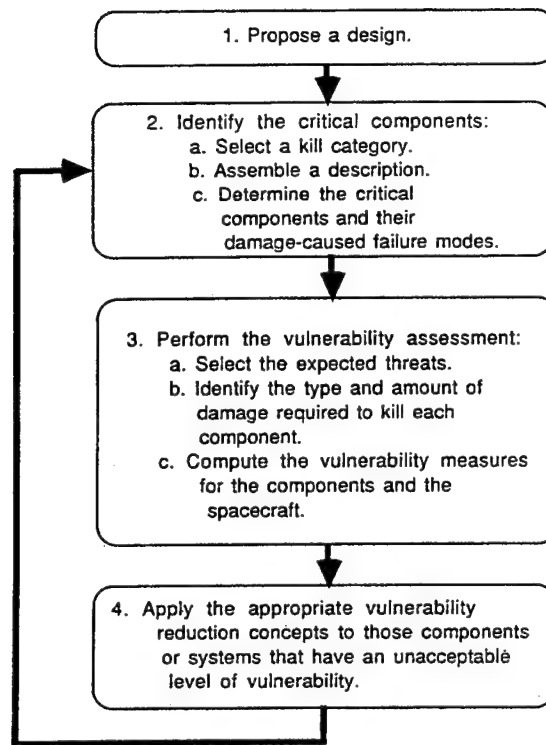 1. Propose a design.
2. Identify the critical components:
a. Select a kill category.
b. Assemble a description.
c. Determine the critical
components and their
damage-caused failure modes.
3. Perform the vulnerability assessment:
a. Select the expected threats.
b. Identify the type and amount of
damage required to kill each
component.
c. Compute the vulnerability measures
for the components and the
spacecraft.
4. Apply the appropriate vulnerability
reduction concepts to those components
or systems that have an unacceptable
level of vulnerability.